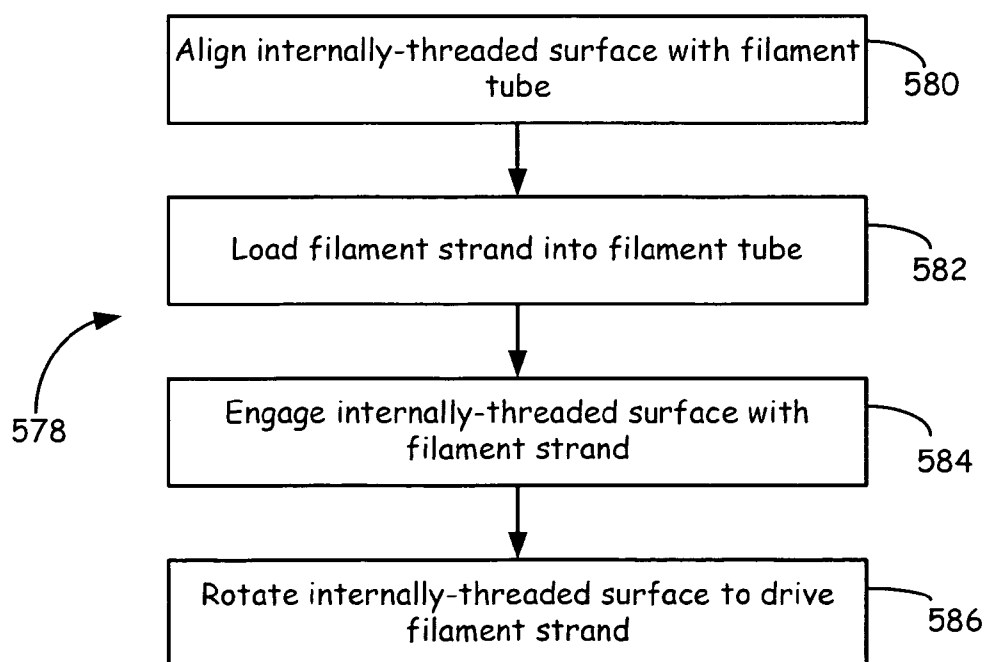 Align internally-threaded surface with filament
tube
580
Load filament strand into filament tube
582
578
Engage internally-threaded surface with
filament strand
584
Rotate internally-threaded surface to drive
filament strand
586